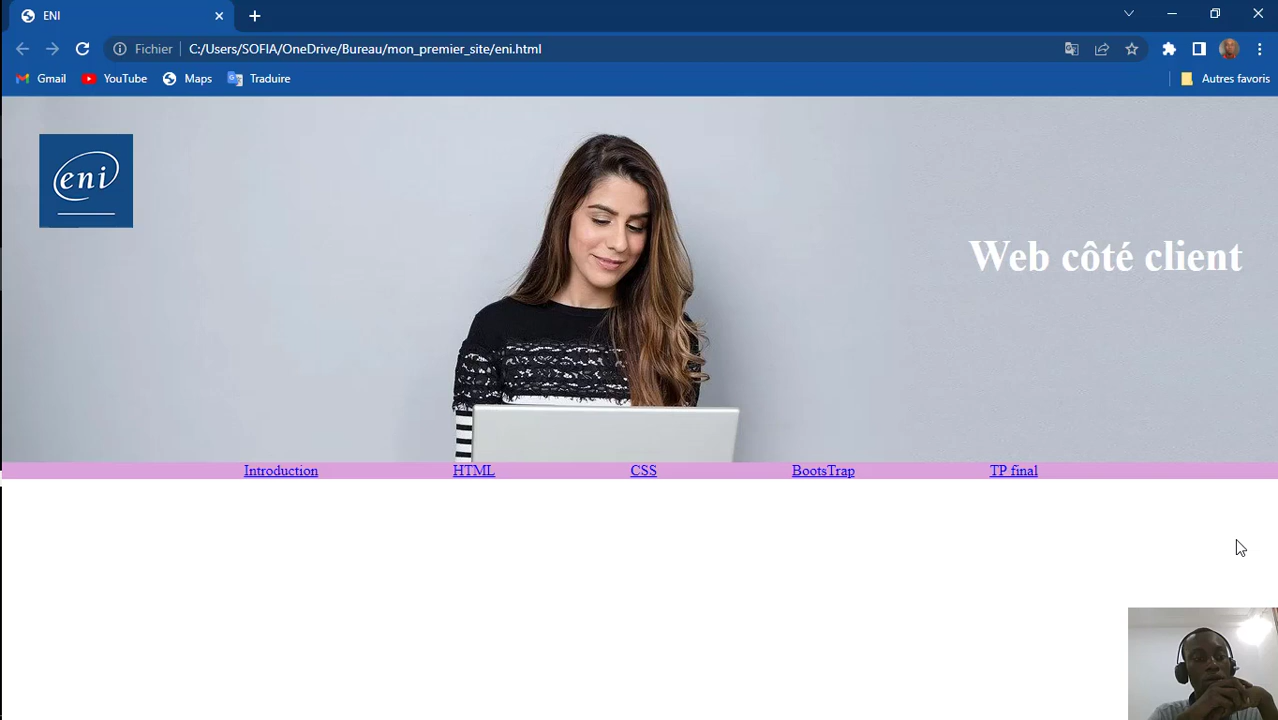 ENI
Fichier C:/Users/SOFIA/OneDrive/Bureau/mon_premier_site/eni.html
Gmail YouTube Maps Traduire Autres favoris
eni
Web côté client
Introduction HTML CSS BootsTrap TP final